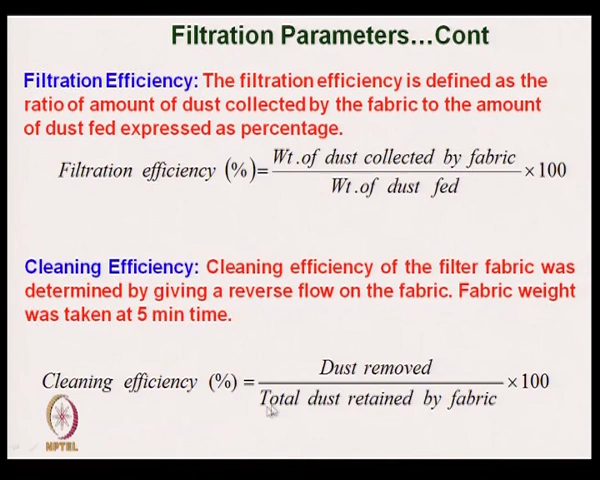 Filtration Parameters...Cont
Filtration Efficiency: The filtration efficiency is defined as the
ratio of amount of dust collected by the fabric to the amount
of dust fed expressed as percentage.
Filtration efficiency (%)= Wt.of dust collected by fabric / Wt.of dust fed ×100
Cleaning Efficiency: Cleaning efficiency of the filter fabric was
determined by giving a reverse flow on the fabric. Fabric weight
was taken at 5 min time.
Cleaning efficiency (%) = Dust removed / Total dust retained by fabric ×100
NPTEL